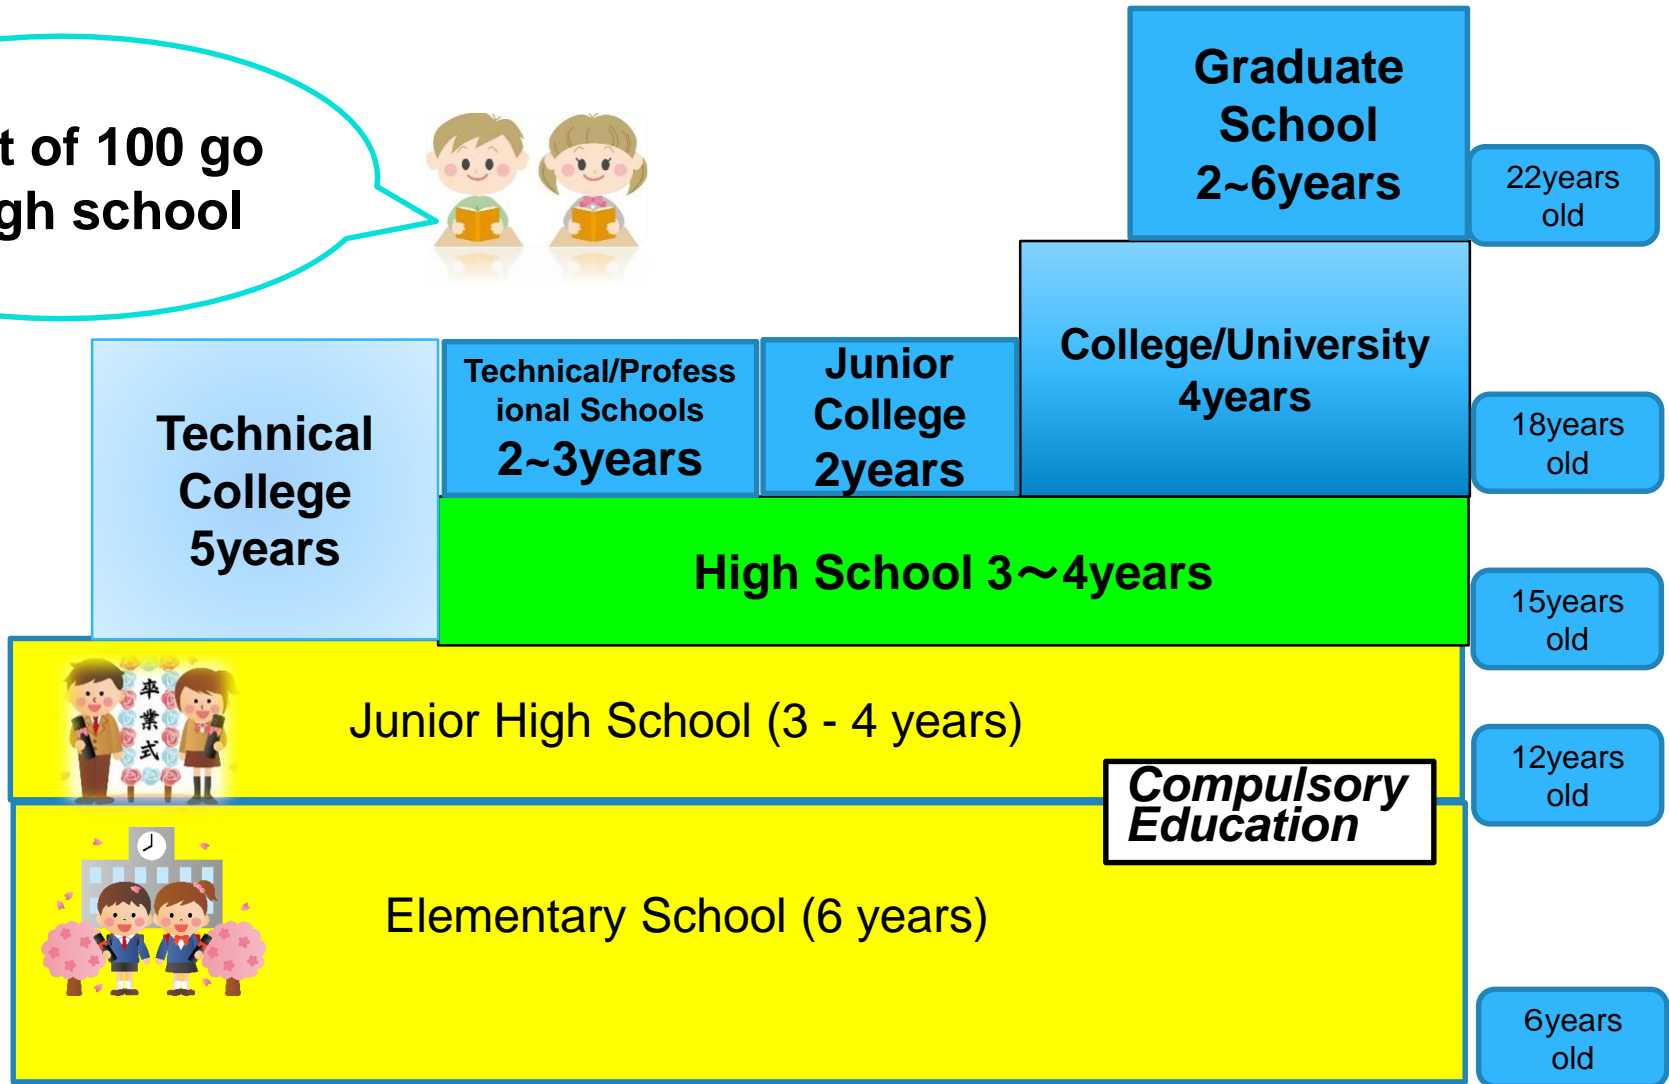 t of 100 go
gh school
Graduate
School
2~6years
22years
old
College/University
4years
Technical/Profess
ional Schools
2~3years
Junior
College
2years
18years
old
Technical
College
5years
High School 3～4years
15years
old
卒業式
Junior High School (3 - 4 years)
12years
old
Compulsory
Education
Elementary School (6 years)
6years
old